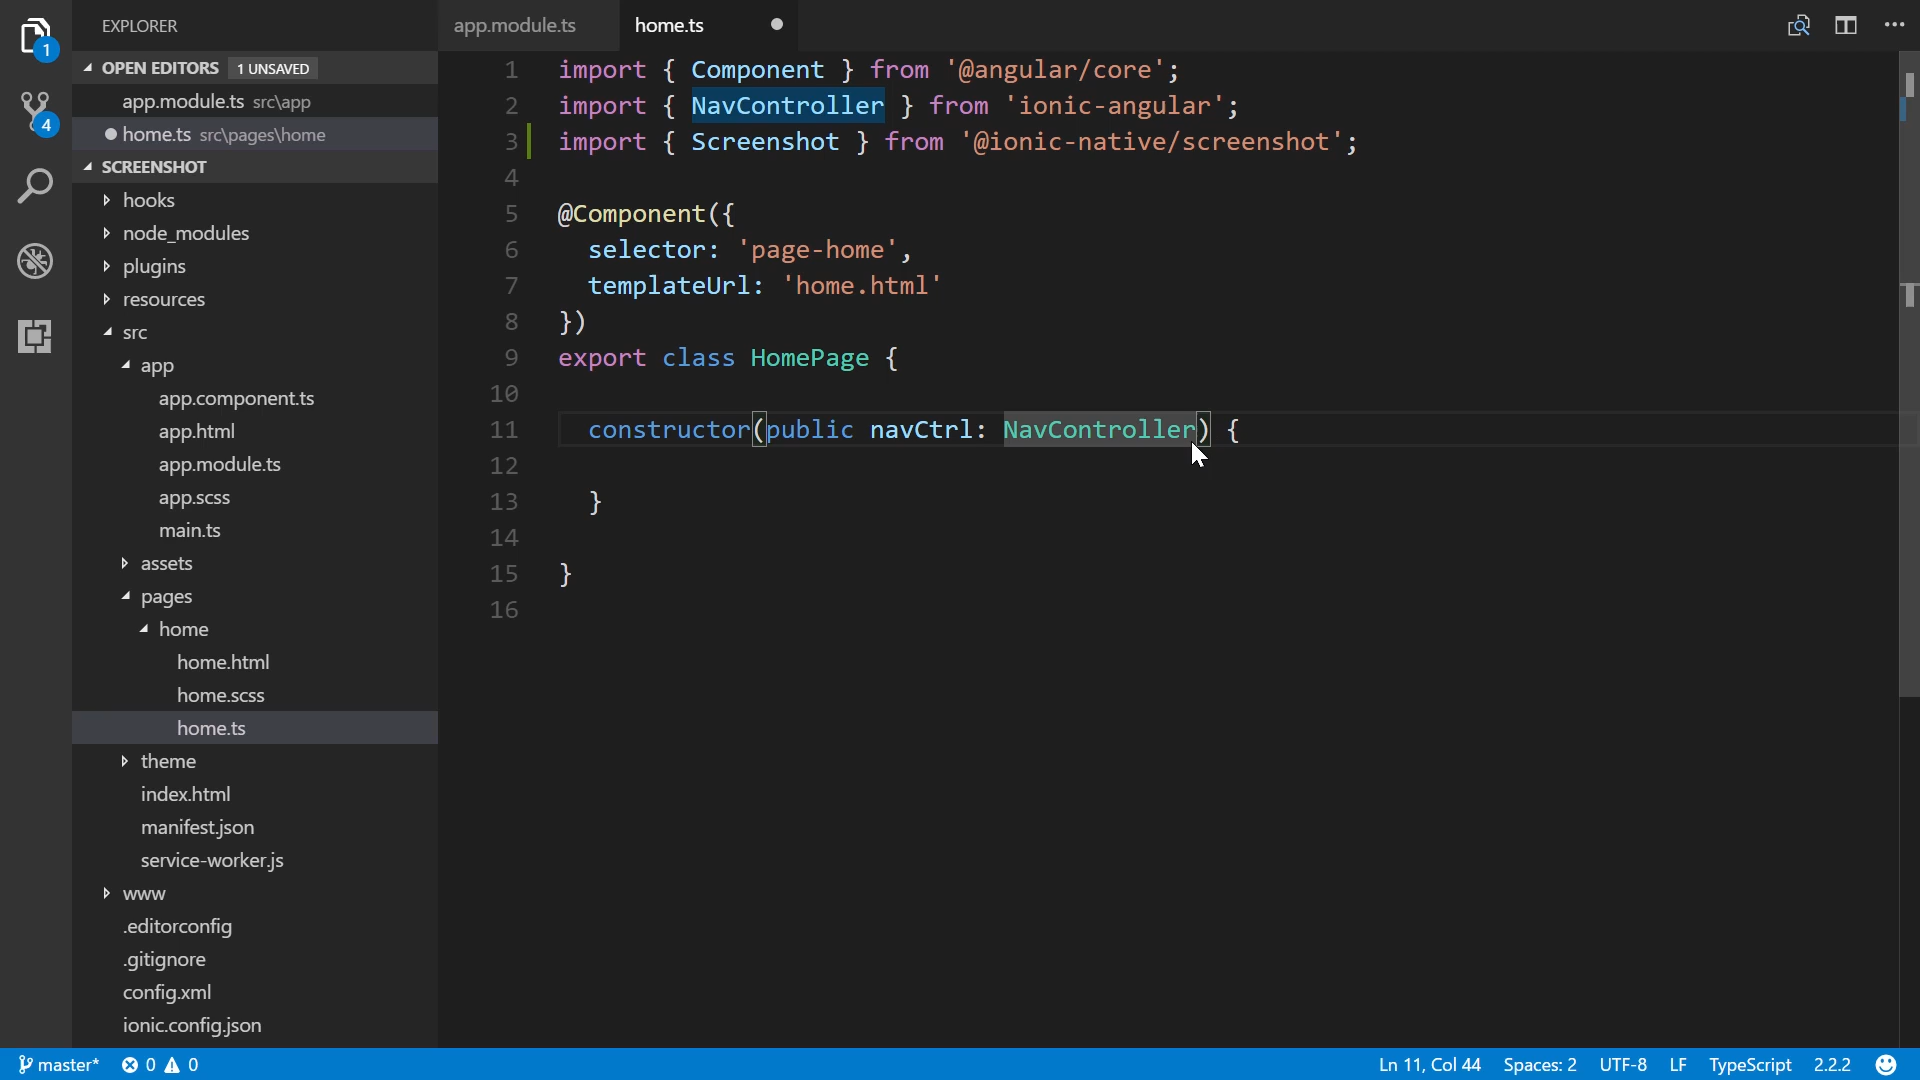 EXPLORER
app.module.ts
home.ts
1
4
OPEN EDITORS 1 UNSAVED
app.module.ts src\app
home.ts src\pages\home
SCREENSHOT
hooks
node_modules
plugins
resources
src
app
app.component.ts
app.html
app.module.ts
app.scss
main.ts
assets
pages
home
home.html
home.scss
home.ts
theme
index.html
manifest.json
service-worker.js
www
.editorconfig
.gitignore
config.xml
ionic.config.json
1 import { Component } from '@angular/core';
2 import { NavController } from 'ionic-angular';
3 import { Screenshot } from '@ionic-native/screenshot';
4
5 @Component({
6 selector: 'page-home',
7 templateUrl: 'home.html'
8 })
9 export class HomePage {
10
11 constructor(public navCtrl: NavController) {
12
13 }
14
15 }
16
master* 0 0 Ln 11, Col 44 Spaces: 2 UTF-8 LF TypeScript 2.2.2